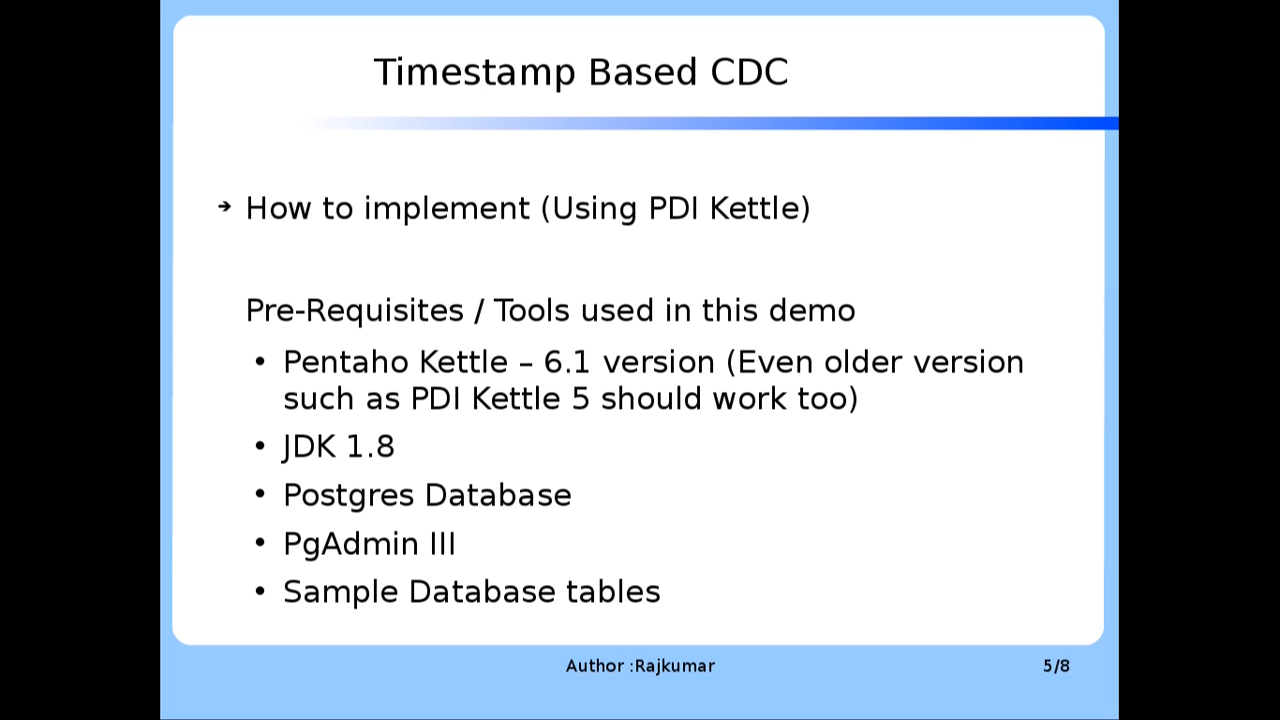 Timestamp Based CDC
➔ How to implement (Using PDI Kettle)
Pre-Requisites / Tools used in this demo
• Pentaho Kettle – 6.1 version (Even older version
such as PDI Kettle 5 should work too)
• JDK 1.8
• Postgres Database
• PgAdmin III
• Sample Database tables
Author :Rajkumar
5/8